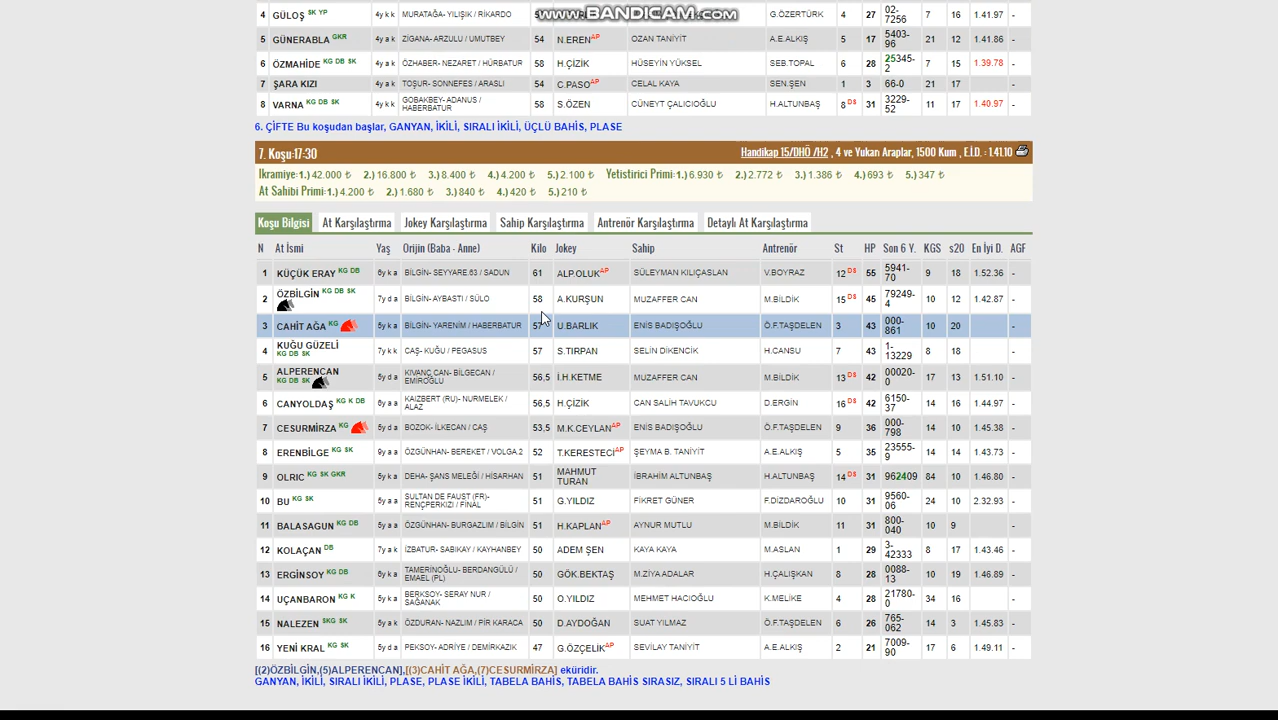 www.BANDICAM.com
4 GÜLOŞ SK YP 4y k k MURATAĞA- YILIŞIK / RİKARDO G.ÖZERTÜRK 4 27 02-7256 7 16 1.41.97 -
5 GÜNERABLA GKR 4y a k ZİGANA- ARZULU / UMUTBEY 54 N.EREN AP OZAN TANİYİT A.E.ALKIŞ 5 17 5403-96 21 12 1.41.86 -
6 ÖZMAHİDE KG DB SK 4y a k ÖZHABER- NEZARET / HÜRBATUR 58 H.ÇİZİK HÜSEYİN YÜKSEL SEB.TOPAL 6 28 25345-2 7 15 1.39.78 -
7 ŞARA KIZI 4y a k TOŞUR- SONNEFES / ARASLI 54 C.PASO AP CELAL KAYA SEN.ŞEN 1 3 66-0 21 17 -
8 VARNA KG DB SK 4y k k GOBAKBEY- ADANUS / HABERBATUR 58 S.ÖZEN CÜNEYT ÇALICIOĞLU H.ALTUNBAŞ 8 DS 31 3229-52 11 17 1.40.97 -
6. ÇİFTE Bu koşudan başlar, GANYAN, İKİLİ, SIRALI İKİLİ, ÜÇLÜ BAHİS, PLASE
7. Koşu:17:30 Handikap 15/DHÖ /H2 , 4 ve Yukarı Araplar, 1500 Kum , E.İ.D. : 1.41.10
Ikramiye:1.) 42.000 ₺ 2.) 16.800 ₺ 3.) 8.400 ₺ 4.) 4.200 ₺ 5.) 2.100 ₺ Yetistirici Primi:1.) 6.930 ₺ 2.) 2.772 ₺ 3.) 1.386 ₺ 4.) 693 ₺ 5.) 347 ₺
At Sahibi Primi:1.) 4.200 ₺ 2.) 1.680 ₺ 3.) 840 ₺ 4.) 420 ₺ 5.) 210 ₺
Koşu Bilgisi At Karşılaştırma Jokey Karşılaştırma Sahip Karşılaştırma Antrenör Karşılaştırma Detaylı At Karşılaştırma
N At İsmi Yaş Orijin (Baba - Anne) Kilo Jokey Sahip Antrenör St HP Son 6 Y. KGS s20 En İyi D. AGF
1 KÜÇÜK ERAY KG DB 6y k a BİLGİN- SEYYARE.63 / SADUN 61 ALP.OLUK AP SÜLEYMAN KILIÇASLAN V.BOYRAZ 12 DS 55 5941-70 9 18 1.52.36 -
2 ÖZBİLGİN KG DB SK 7y d a BİLGİN- AYBASTI / SÜLO 58 A.KURŞUN MUZAFFER CAN M.BİLDİK 15 DS 45 79249-4 10 12 1.42.87 -
3 CAHİT AĞA KG 5y k a BİLGİN- YARENİM / HABERBATUR 57 U.BARLIK ENİS BADIŞOĞLU Ö.F.TAŞDELEN 3 43 000-861 10 20 -
4 KUĞU GÜZELİ KG DB SK 7y k k CAŞ- KUĞU / PEGASUS 57 S.TIRPAN SELİN DİKENCİK H.CANSU 7 43 1-13229 8 18 -
5 ALPERENCAN KG DB SK 5y d a KIVANÇ CAN- BİLGECAN / EMİROĞLU 56,5 İ.H.KETME MUZAFFER CAN M.BİLDİK 13 DS 42 00020-0 17 13 1.51.10 -
6 CANYOLDAŞ KG K DB 6y a a KAIZBERT (RU)- NURMELEK / ALAZ 56,5 H.ÇİZİK CAN SALİH TAVUKCU D.ERGİN 16 DS 42 6150-37 14 16 1.44.97 -
7 CESURMİRZA KG 5y d a BOZOK- İLKECAN / CAŞ 53,5 M.K.CEYLAN AP ENİS BADIŞOĞLU Ö.F.TAŞDELEN 9 36 000-798 14 10 1.45.38 -
8 ERENBİLGE KG SK 9y a a ÖZGÜNHAN- BEREKET / VOLGA.2 52 T.KERESTECİ AP ŞEYMA B. TANİYİT A.E.ALKIŞ 5 35 23555-9 14 14 1.43.73 -
9 OLRIC KG SK GKR 5y a k DEHA- ŞANS MELEĞİ / HİSARHAN 51 MAHMUT TURAN İBRAHİM ALTUNBAŞ H.ALTUNBAŞ 14 DS 31 962409 84 10 1.46.80 -
10 BU KG SK 5y a a SULTAN DE FAUST (FR)- RENÇPERKIZI / FINAL 51 G.YILDIZ FİKRET GÜNER F.DİZDAROĞLU 10 31 9560-06 24 10 2.32.93 -
11 BALASAGUN KG DB 5y a a ÖZGÜNHAN- BURGAZLIM / BİLGİN 51 H.KAPLAN AP AYNUR MUTLU M.BİLDİK 11 31 800-040 10 9 -
12 KOLAÇAN DB 7y a k İZBATUR- SABIKAY / KAYHANBEY 50 ADEM ŞEN KAYA KAYA M.ASLAN 1 29 3-42333 8 17 1.43.46 -
13 ERGİNSOY KG DB 6y k a TAMERİNOĞLU- BERDANGÜLÜ / EMAEL (PL) 50 GÖK.BEKTAŞ M.ZİYA ADALAR H.ÇALIŞKAN 8 28 0088-13 10 19 1.46.89 -
14 UÇANBARON KG K 5y k a BERKSOY- SERAY NUR / SAĞANAK 50 O.YILDIZ MEHMET HACIOĞLU K.MELİKE 4 28 21780-0 34 16 -
15 NALEZEN SKG SK 5y a k ÖZDURAN- NAZLIM / PİR KARACA 50 D.AYDOĞAN SUAT YILMAZ Ö.F.TAŞDELEN 6 26 765-062 14 3 1.45.83 -
16 YENİ KRAL KG SK 5y d a PEKSOY- ADRİYE / DEMİRKAZIK 47 G.ÖZÇELİK AP SEVİLAY TANİYİT A.E.ALKIŞ 2 21 7009-90 17 6 1.49.11 -
[(2)ÖZBİLGİN,(5)ALPERENCAN],[(3)CAHİT AĞA,(7)CESURMİRZA] eküridir.
GANYAN, İKİLİ, SIRALI İKİLİ, PLASE, PLASE İKİLİ, TABELA BAHİS, TABELA BAHİS SIRASIZ, SIRALI 5 Lİ BAHİS